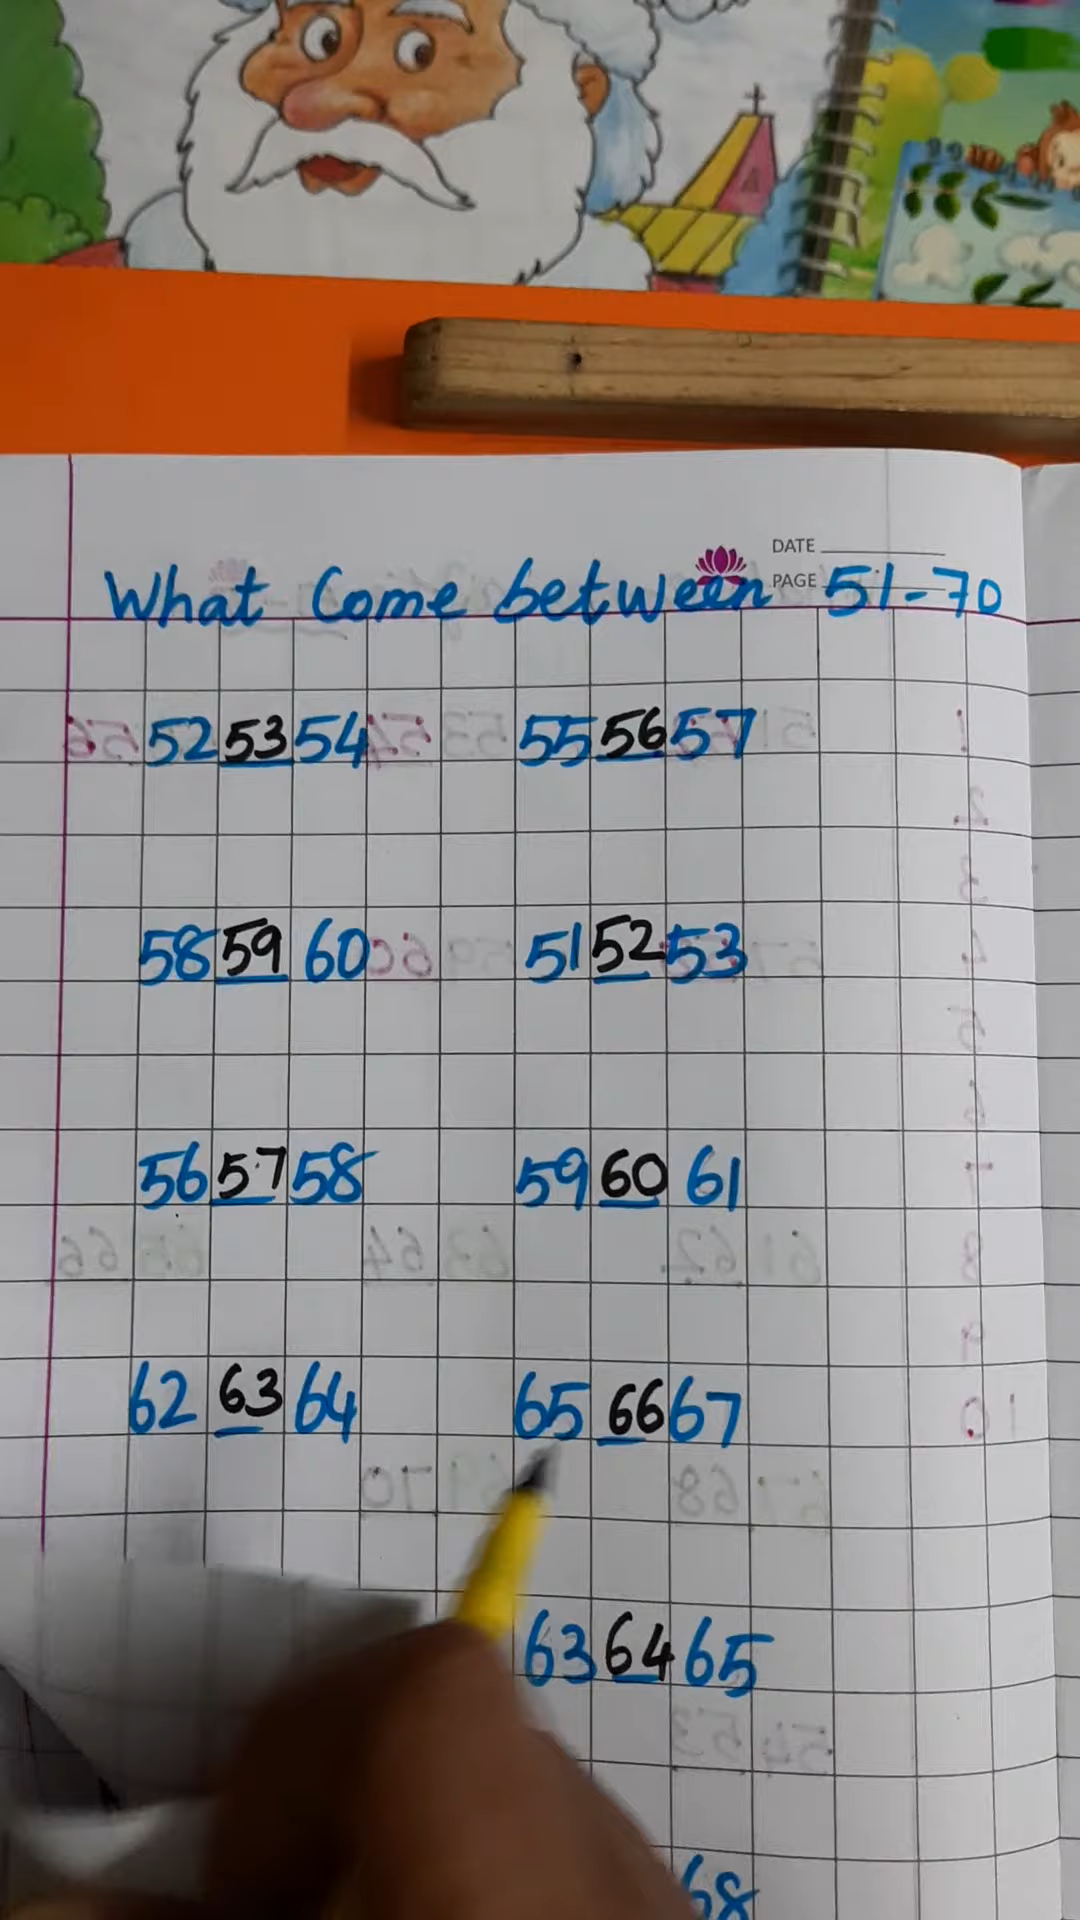 DATE
PAGE
What Come between 51-70
52 53 54 55 56 57
58 59 60 51 52 53
56 57 58 59 60 61
62 63 64 65 66 67
63 64 65
68